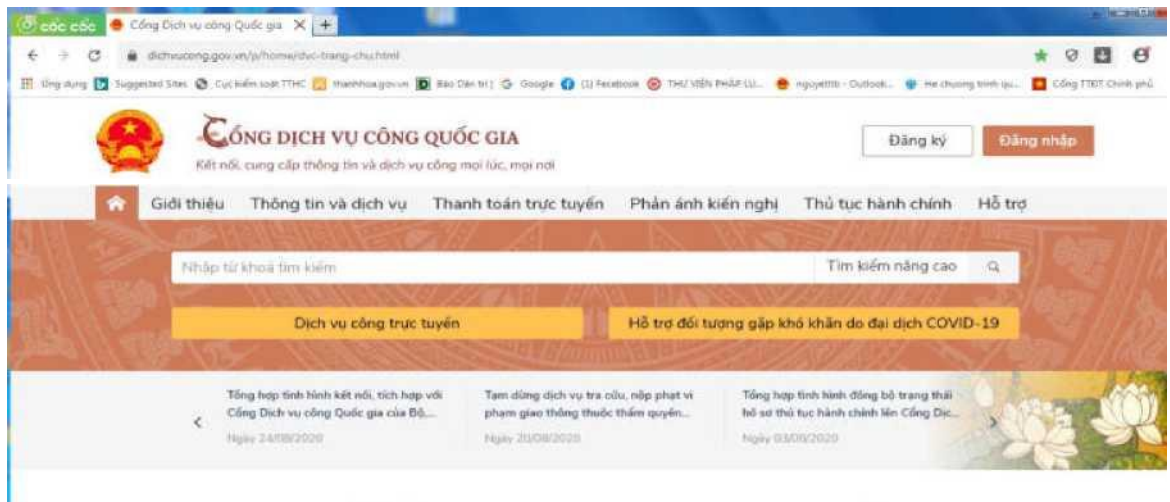 cốc cốc Cổng Dịch vụ công Quốc gia
dichvucong.gov.vn/p/home/dvc-trang-chu.html
Ứng dụng Suggested Sites Cục kiểm soát TTHC thanhhoa.gov.vn Báo Dân trí Google (1) Facebook THƯ VIỆN PHÁP LU... nguyetttb - Outlook... He chuong trinh qu... Cổng TTĐT Chính phủ
CỔNG DỊCH VỤ CÔNG QUỐC GIA
Kết nối, cung cấp thông tin và dịch vụ công mọi lúc, mọi nơi
Đăng ký Đăng nhập
Giới thiệu Thông tin và dịch vụ Thanh toán trực tuyến Phản ánh kiến nghị Thủ tục hành chính Hỗ trợ
Nhập từ khoá tìm kiếm Tìm kiếm nâng cao
Dịch vụ công trực tuyến Hỗ trợ đối tượng gặp khó khăn do đại dịch COVID-19
Tổng hợp tình hình kết nối, tích hợp với
Cổng Dịch vụ công Quốc gia của Bộ,...
Ngày 24/08/2020
Tạm dừng dịch vụ tra cứu, nộp phạt vi
phạm giao thông thuộc thẩm quyền...
Ngày 20/08/2020
Tổng hợp tình hình đồng bộ trạng thái
hồ sơ thủ tục hành chính lên Cổng Dịc...
Ngày 03/08/2020